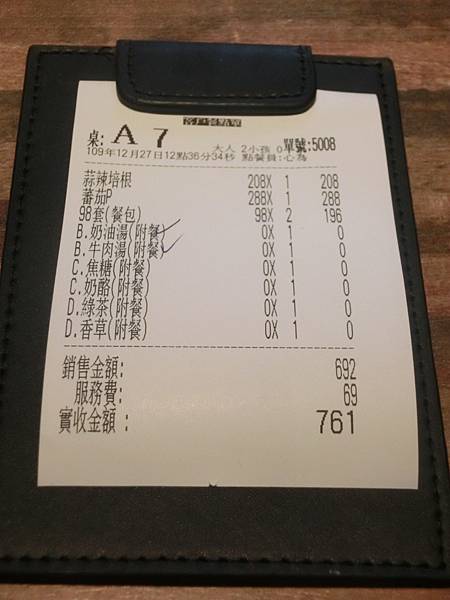 客戶餐點單
桌: A 7 大人 2小孩 0單號:5008
109年12月27日12點36分34秒 點餐員:心為
蒜辣培根 208X 1 208
蕃茄P 288X 1 288
98套(餐包) 98X 2 196
B.奶油湯(附餐) 0X 1 0
B.牛肉湯(附餐) 0X 1 0
C.焦糖(附餐) 0X 1 0
C.奶酪(附餐) 0X 1 0
D.綠茶(附餐) 0X 1 0
D.香草(附餐) 0X 1 0
銷售金額: 692
服務費: 69
實收金額 : 761